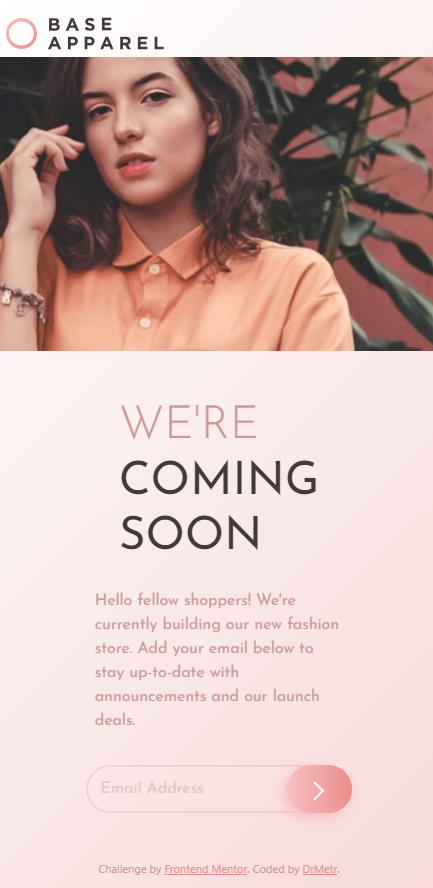 BASE
APPAREL
WE'RE
COMING
SOON
Hello fellow shoppers! We're
currently building our new fashion
store. Add your email below to
stay up-to-date with
announcements and our launch
deals.
Email Address
Challenge by Frontend Mentor. Coded by DrMetr.